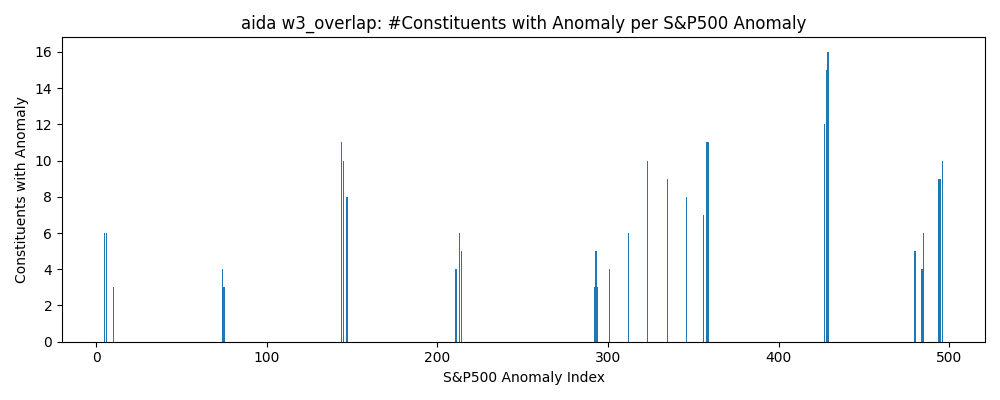 aida w3_overlap: #Constituents with Anomaly per S&P500 Anomaly
Constituents with Anomaly
16
14
12
10
8
6
4
2
0
0 100 200 300 400 500
S&P500 Anomaly Index